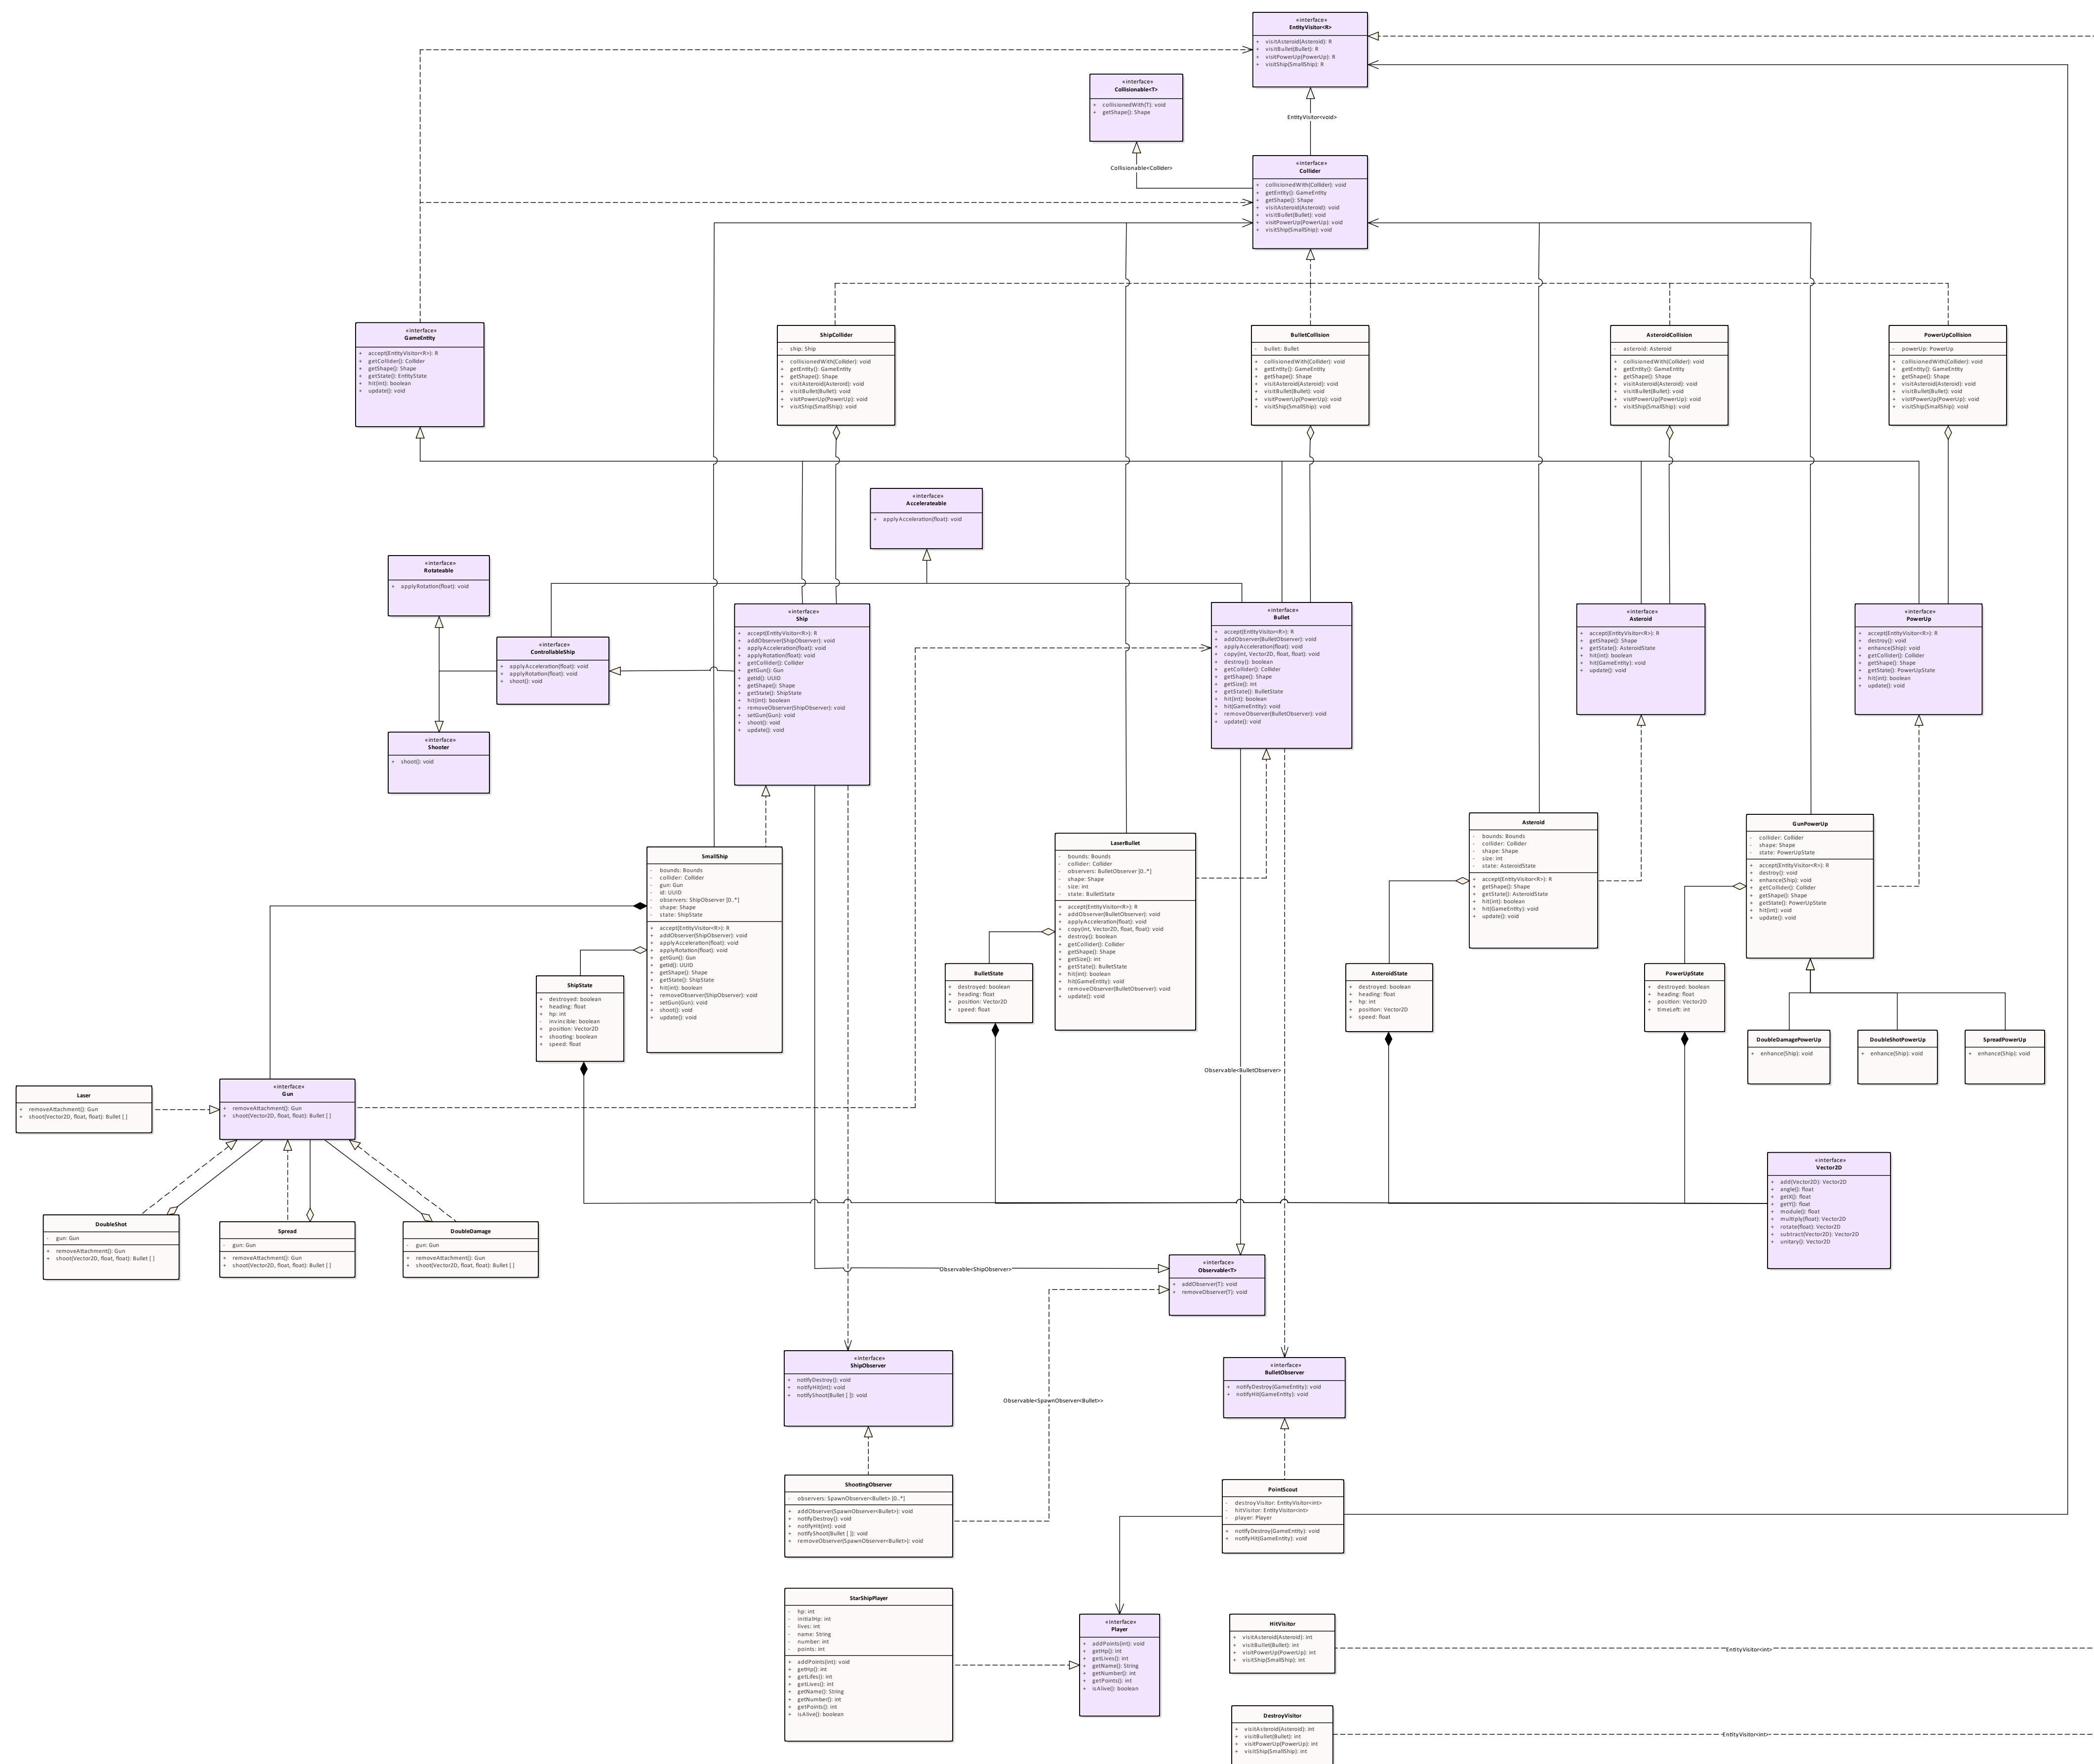 «interface»
EntityVisitor<R>
+ visitAsteroid(Asteroid): R
+ visitBullet(Bullet): R
+ visitPowerUp(PowerUp): R
+ visitShip(SmallShip): R
«interface»
Collisionable<T>
+ collisionedWith(T): void
+ getShape(): Shape
EntityVisitor<void>
Collisionable<Collider>
«interface»
Collider
+ collisionedWith(Collider): void
+ getEntity(): GameEntity
+ getShape(): Shape
+ visitAsteroid(Asteroid): void
+ visitBullet(Bullet): void
+ visitPowerUp(PowerUp): void
+ visitShip(SmallShip): void
«interface»
GameEntity
+ accept(EntityVisitor<R>): R
+ getCollider(): Collider
+ getShape(): Shape
+ getState(): EntityState
+ hit(int): boolean
+ update(): void
ShipCollider
- ship: Ship
+ collisionedWith(Collider): void
+ getEntity(): GameEntity
+ getShape(): Shape
+ visitAsteroid(Asteroid): void
+ visitBullet(Bullet): void
+ visitPowerUp(PowerUp): void
+ visitShip(SmallShip): void
BulletCollision
- bullet: Bullet
+ collisionedWith(Collider): void
+ getEntity(): GameEntity
+ getShape(): Shape
+ visitAsteroid(Asteroid): void
+ visitBullet(Bullet): void
+ visitPowerUp(PowerUp): void
+ visitShip(SmallShip): void
AsteroidCollision
- asteroid: Asteroid
+ collisionedWith(Collider): void
+ getEntity(): GameEntity
+ getShape(): Shape
+ visitAsteroid(Asteroid): void
+ visitBullet(Bullet): void
+ visitPowerUp(PowerUp): void
+ visitShip(SmallShip): void
PowerUpCollision
- powerUp: PowerUp
+ collisionedWith(Collider): void
+ getEntity(): GameEntity
+ getShape(): Shape
+ visitAsteroid(Asteroid): void
+ visitBullet(Bullet): void
+ visitPowerUp(PowerUp): void
+ visitShip(SmallShip): void
«interface»
Accelerateable
+ applyAcceleration(float): void
«interface»
Rotateable
+ applyRotation(float): void
«interface»
ControllableShip
+ applyAcceleration(float): void
+ applyRotation(float): void
+ shoot(): void
«interface»
Shooter
+ shoot(): void
«interface»
Ship
+ accept(EntityVisitor<R>): R
+ addObserver(ShipObserver): void
+ applyAcceleration(float): void
+ applyRotation(float): void
+ getCollider(): Collider
+ getGun(): Gun
+ getId(): UUID
+ getShape(): Shape
+ getState(): ShipState
+ hit(int): boolean
+ removeObserver(ShipObserver): void
+ setGun(Gun): void
+ shoot(): void
+ update(): void
«interface»
Bullet
+ accept(EntityVisitor<R>): R
+ addObserver(BulletObserver): void
+ applyAcceleration(float): void
+ copy(int, Vector2D, float, float): void
+ destroy(): boolean
+ getCollider(): Collider
+ getShape(): Shape
+ getSize(): int
+ getState(): BulletState
+ hit(int): boolean
+ hit(GameEntity): void
+ removeObserver(BulletObserver): void
+ update(): void
«interface»
Asteroid
+ accept(EntityVisitor<R>): R
+ getShape(): Shape
+ getState(): AsteroidState
+ hit(int): boolean
+ hit(GameEntity): void
+ update(): void
«interface»
PowerUp
+ accept(EntityVisitor<R>): R
+ destroy(): void
+ enhance(Ship): void
+ getCollider(): Collider
+ getShape(): Shape
+ getState(): PowerUpState
+ hit(int): boolean
+ update(): void
SmallShip
- bounds: Bounds
- collider: Collider
- gun: Gun
- id: UUID
- observers: ShipObserver [0..*]
- shape: Shape
- state: ShipState
+ accept(EntityVisitor<R>): R
+ addObserver(ShipObserver): void
+ applyAcceleration(float): void
+ applyRotation(float): void
+ getGun(): Gun
+ getId(): UUID
+ getShape(): Shape
+ getState(): ShipState
+ hit(int): boolean
+ removeObserver(ShipObserver): void
+ setGun(Gun): void
+ shoot(): void
+ update(): void
LaserBullet
- bounds: Bounds
- collider: Collider
- observers: BulletObserver [0..*]
- shape: Shape
- size: int
- state: BulletState
+ accept(EntityVisitor<R>): R
+ addObserver(BulletObserver): void
+ applyAcceleration(float): void
+ copy(int, Vector2D, float, float): void
+ destroy(): boolean
+ getCollider(): Collider
+ getShape(): Shape
+ getSize(): int
+ getState(): BulletState
+ hit(int): boolean
+ hit(GameEntity): void
+ removeObserver(BulletObserver): void
+ update(): void
Asteroid
- bounds: Bounds
- collider: Collider
- shape: Shape
- size: int
- state: AsteroidState
+ accept(EntityVisitor<R>): R
+ getShape(): Shape
+ getState(): AsteroidState
+ hit(int): boolean
+ hit(GameEntity): void
+ update(): void
GunPowerUp
- collider: Collider
- shape: Shape
- state: PowerUpState
+ accept(EntityVisitor<R>): R
+ destroy(): void
+ enhance(Ship): void
+ getCollider(): Collider
+ getShape(): Shape
+ getState(): PowerUpState
+ hit(int): void
+ update(): void
ShipState
+ destroyed: boolean
+ heading: float
+ hp: int
- invincible: boolean
+ position: Vector2D
+ shooting: boolean
+ speed: float
BulletState
+ destroyed: boolean
+ heading: float
+ position: Vector2D
+ speed: float
AsteroidState
+ destroyed: boolean
+ heading: float
+ hp: int
+ position: Vector2D
+ speed: float
PowerUpState
+ destroyed: boolean
+ heading: float
+ position: Vector2D
+ timeLeft: int
DoubleDamagePowerUp
+ enhance(Ship): void
DoubleShotPowerUp
+ enhance(Ship): void
SpreadPowerUp
+ enhance(Ship): void
Observable<BulletObserver>
Laser
+ removeAttachment(): Gun
+ shoot(Vector2D, float, float): Bullet [ ]
«interface»
Gun
+ removeAttachment(): Gun
+ shoot(Vector2D, float, float): Bullet [ ]
DoubleShot
- gun: Gun
+ removeAttachment(): Gun
+ shoot(Vector2D, float, float): Bullet [ ]
Spread
- gun: Gun
+ removeAttachment(): Gun
+ shoot(Vector2D, float, float): Bullet [ ]
DoubleDamage
- gun: Gun
+ removeAttachment(): Gun
+ shoot(Vector2D, float, float): Bullet [ ]
«interface»
Vector2D
+ add(Vector2D): Vector2D
+ angle(): float
+ getX(): float
+ getY(): float
+ module(): float
+ multiply(float): Vector2D
+ rotate(float): Vector2D
+ subtract(Vector2D): Vector2D
+ unitary(): Vector2D
Observable<ShipObserver>
«interface»
Observable<T>
+ addObserver(T): void
+ removeObserver(T): void
«interface»
ShipObserver
+ notifyDestroy(): void
+ notifyHit(int): void
+ notifyShoot(Bullet [ ]): void
Observable<SpawnObserver<Bullet>>
«interface»
BulletObserver
+ notifyDestroy(GameEntity): void
+ notifyHit(GameEntity): void
ShootingObserver
- observers: SpawnObserver<Bullet> [0..*]
+ addObserver(SpawnObserver<Bullet>): void
+ notifyDestroy(): void
+ notifyHit(int): void
+ notifyShoot(Bullet [ ]): void
+ removeObserver(SpawnObserver<Bullet>): void
PointScout
- destroyVisitor: EntityVisitor<int>
- hitVisitor: EntityVisitor<int>
- player: Player
+ notifyDestroy(GameEntity): void
+ notifyHit(GameEntity): void
StarShipPlayer
- hp: int
- initialHp: int
- lives: int
- name: String
- number: int
- points: int
+ addPoints(int): void
+ getHp(): int
+ getLifes(): int
+ getLives(): int
+ getName(): String
+ getNumber(): int
+ getPoints(): int
+ isAlive(): boolean
«interface»
Player
+ addPoints(int): void
+ getHp(): int
+ getLives(): int
+ getName(): String
+ getNumber(): int
+ getPoints(): int
+ isAlive(): boolean
HitVisitor
+ visitAsteroid(Asteroid): int
+ visitBullet(Bullet): int
+ visitPowerUp(PowerUp): int
+ visitShip(SmallShip): int
EntityVisitor<int>
DestroyVisitor
+ visitAsteroid(Asteroid): int
+ visitBullet(Bullet): int
+ visitPowerUp(PowerUp): int
+ visitShip(SmallShip): int
EntityVisitor<int>